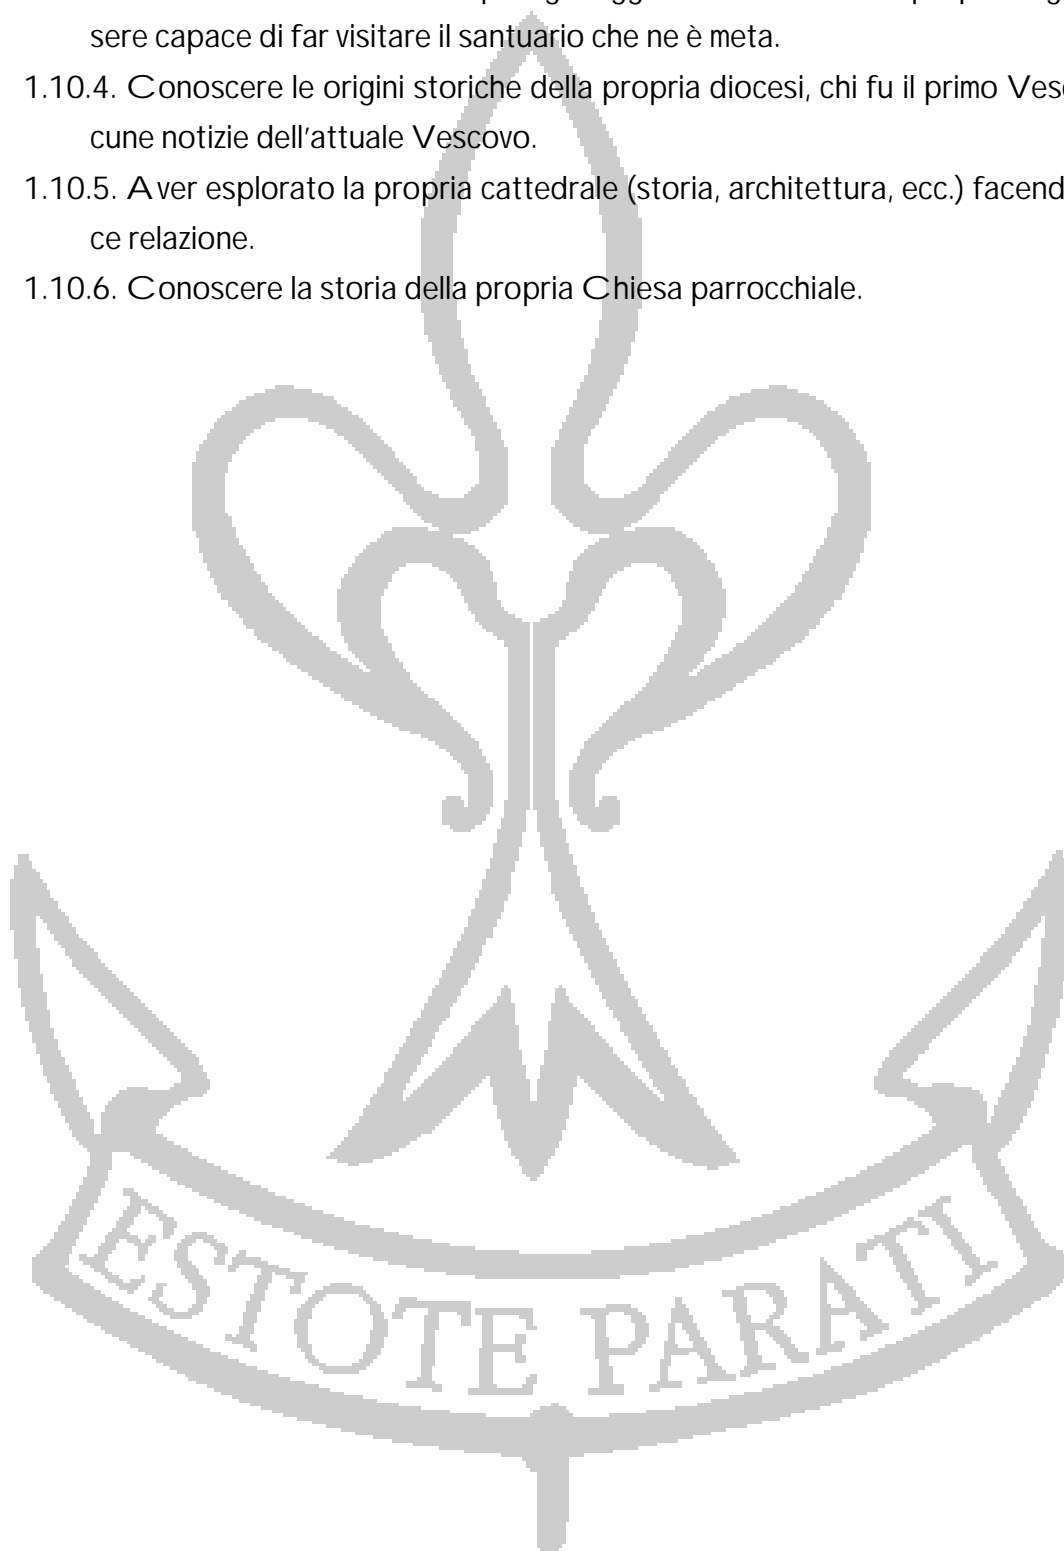 sere capace di far visitare il santuario che ne è meta.
1.10.4. Conoscere le origini storiche della propria diocesi, chi fu il primo
cune notizie dell'attuale Vescovo.
1.10.5. Aver esplorato la propria cattedrale (storia, architettura, ecc.)
ce relazione.
1.10.6. Conoscere la storia della propria Chiesa parrocchiale.
ESTOTE PARATI